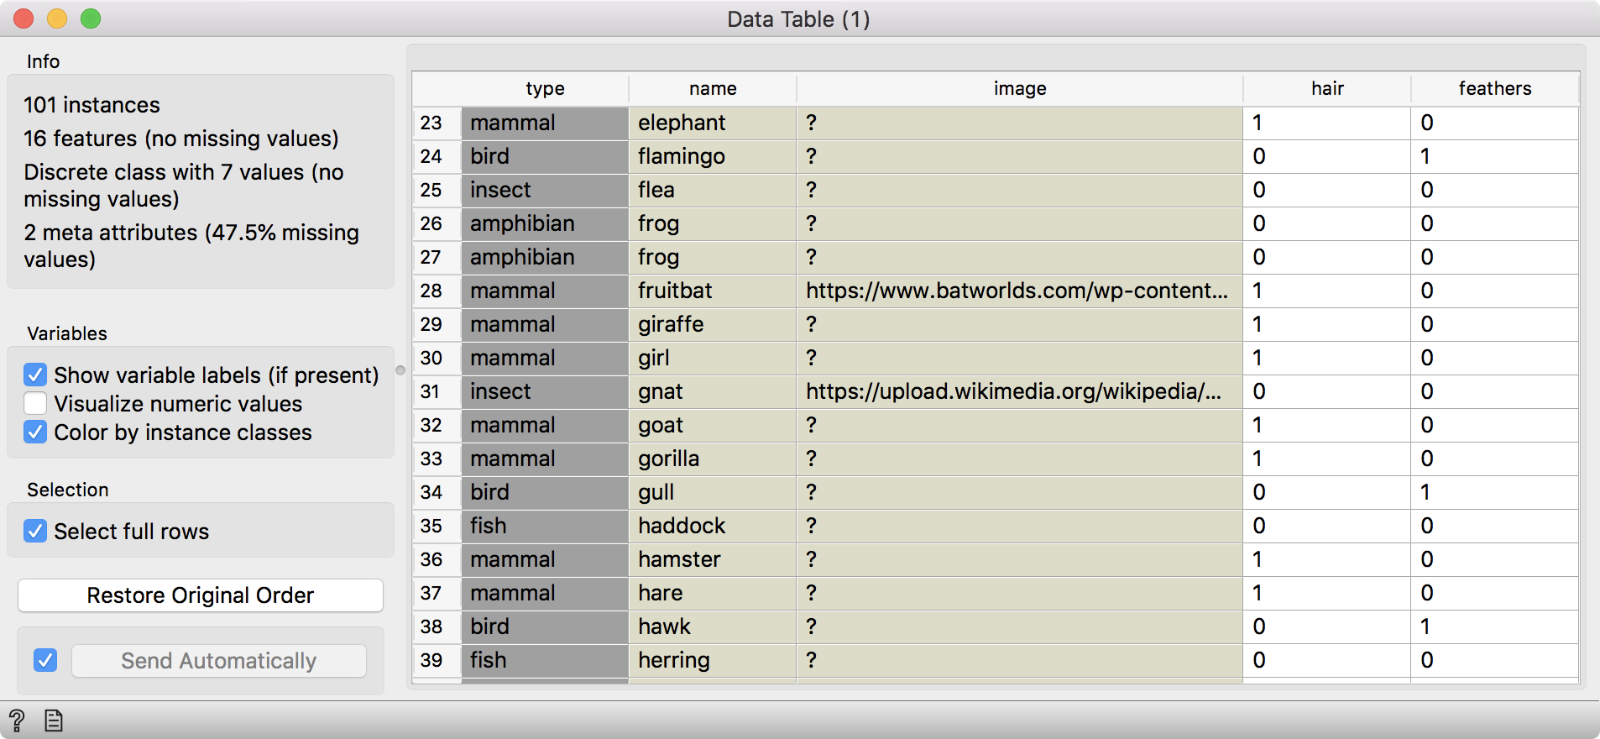 Data Table (1)
Info
101 instances
16 features (no missing values)
Discrete class with 7 values (no
missing values)
2 meta attributes (47.5% missing
values)
Variables
Show variable labels (if present)
Visualize numeric values
Color by instance classes
Selection
Select full rows
Restore Original Order
Send Automatically
type name image hair feathers
23 mammal elephant ? 1 0
24 bird flamingo ? 0 1
25 insect flea ? 0 0
26 amphibian frog ? 0 0
27 amphibian frog ? 0 0
28 mammal fruitbat https://www.batworlds.com/wp-content... 1 0
29 mammal giraffe ? 1 0
30 mammal girl ? 1 0
31 insect gnat https://upload.wikimedia.org/wikipedia/... 0 0
32 mammal goat ? 1 0
33 mammal gorilla ? 1 0
34 bird gull ? 0 1
35 fish haddock ? 0 0
36 mammal hamster ? 1 0
37 mammal hare ? 1 0
38 bird hawk ? 0 1
39 fish herring ? 0 0
?